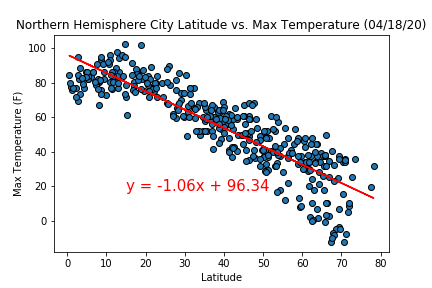 Northern Hemisphere City Latitude vs. Max Temperature (04/18/20)
100
80
60
40
20
0
Max Temperature (F)
y = -1.06x + 96.34
0 10 20 30 40 50 60 70 80
Latitude